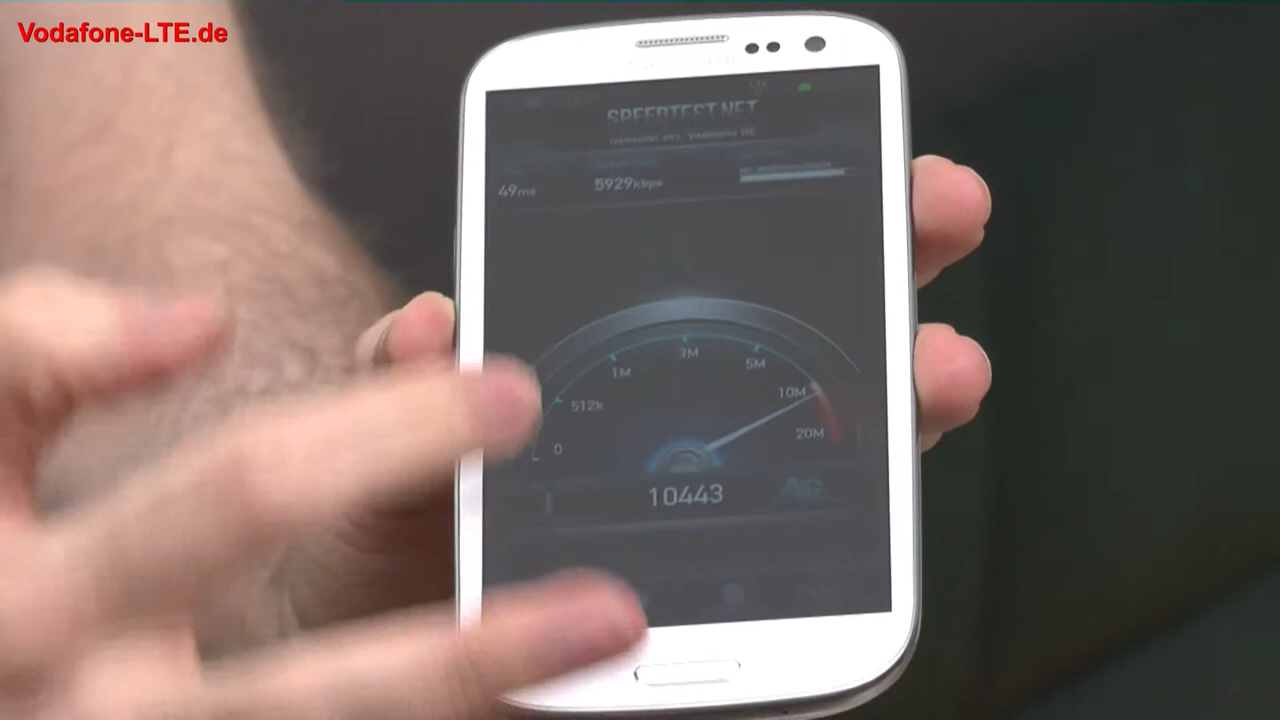 Vodafone-LTE.de
SPEEDTEST.NET
49ms
5929kbps
0
512k
1M
3M
5M
10M
20M
10443